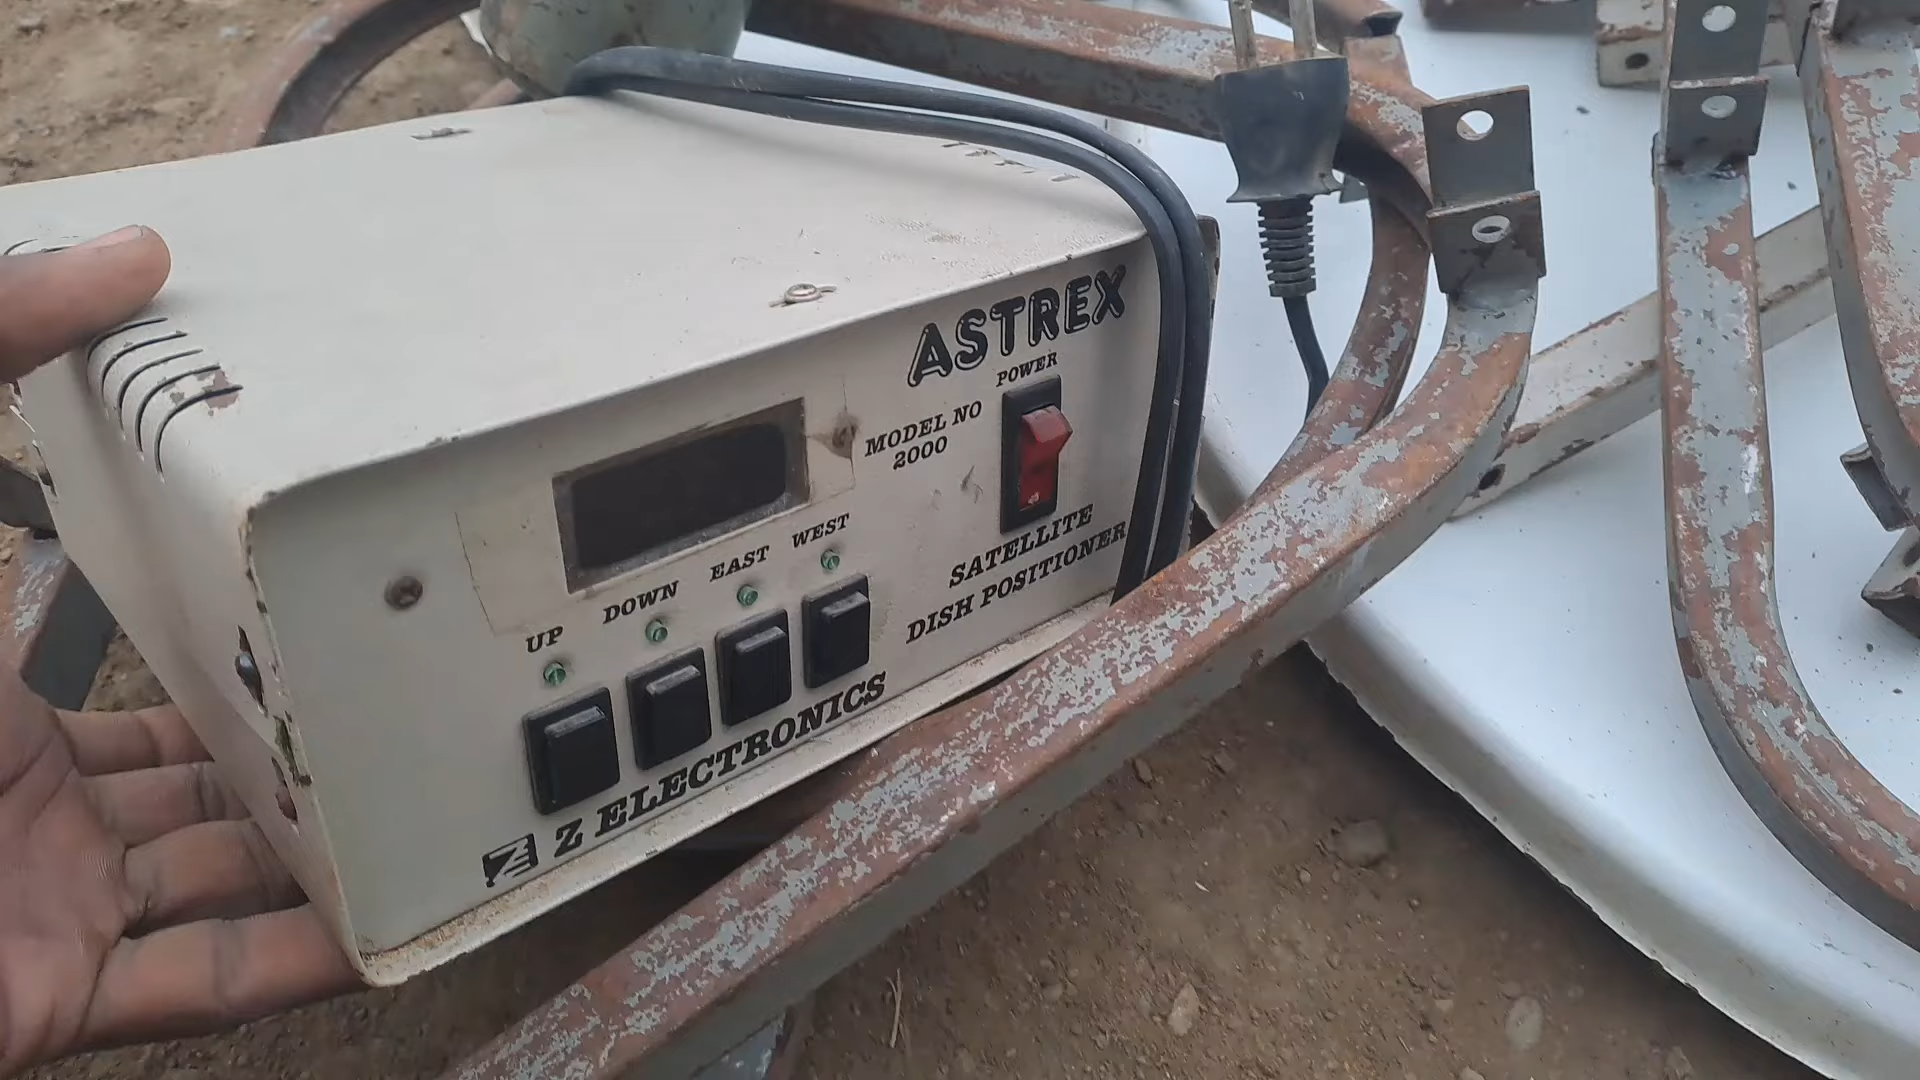 ASTREX
POWER
MODEL NO
2000
UP
DOWN
EAST
WEST
SATELLITE
DISH POSITIONER
Z ELECTRONICS